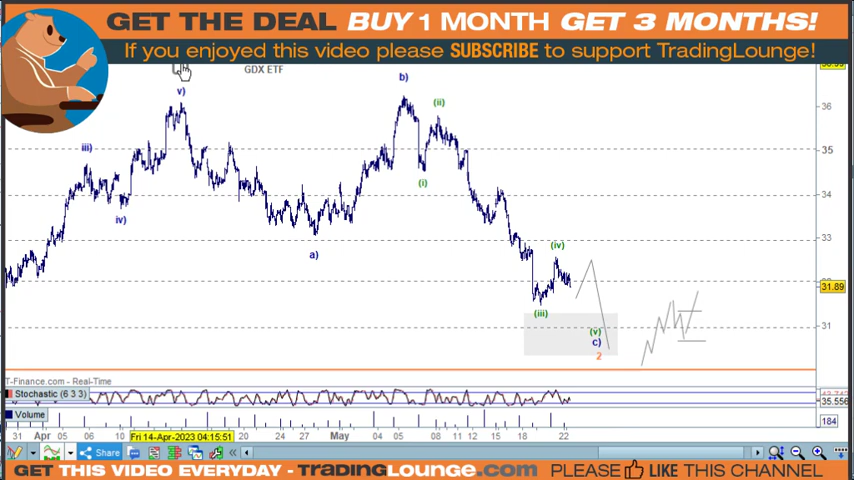 GET THE DEAL BUY 1 MONTH GET 3 MONTHS!
If you enjoyed this video please SUBSCRIBE to support TradingLounge!
GDX ETF
v)
b)
36
(ii)
iii)
35
(i)
34
iv)
33
(iv)
a)
31.89
(iii)
31
(v)
c)
2
T-Finance.com - Real-Time
Stochastic (6 3 3)
35.556
Volume
184
31 Apr 05 06 10 Fri 14-Apr-2023 04:15:51 20 24 27 May 04 05 08 11 12 15 18 22
Share
GET THIS VIDEO EVERYDAY - TRADINGLOUNGE.com PLEASE LIKE THIS CHANNEL